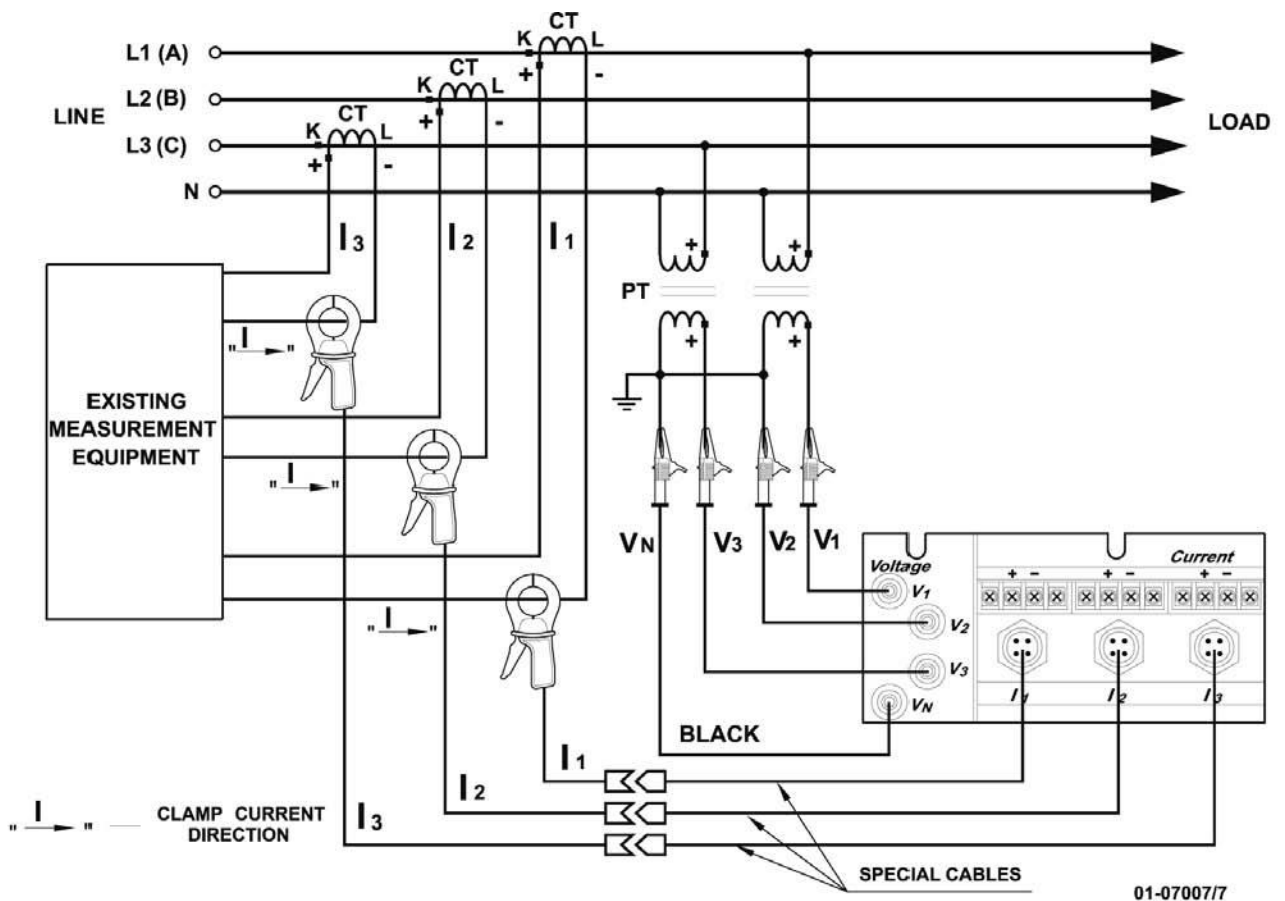 CT
K L
L1 (A)
+ -
CT
K L
LINE
L2 (B)
+ -
LOAD
CT
K L
L3 (C)
+ -
N
I3
I2
I1
+ +
PT
+ +
" I "
EXISTING
MEASUREMENT
EQUIPMENT
" I "
VN V3 V2 V1
Voltage
Current
+ - + - + -
V1
V2
V3
VN
" I "
I1 I2 I3
BLACK
I1
I2
I3
" I " CLAMP CURRENT
DIRECTION
SPECIAL CABLES
01-07007/7